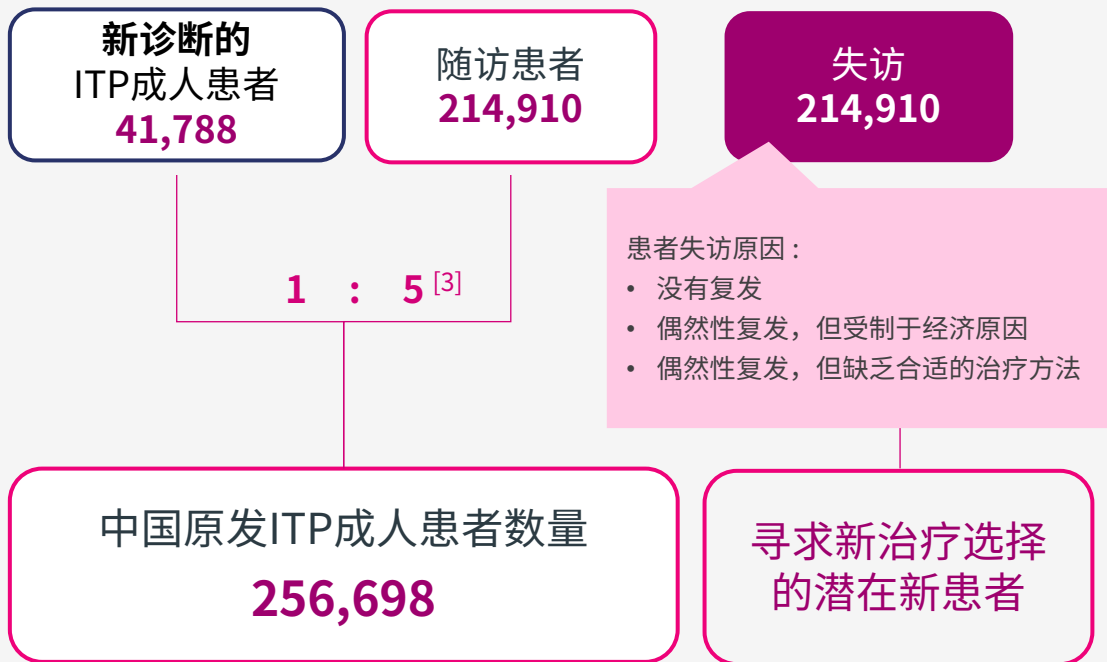 新诊断的
ITP成人患者
41,788
随访患者
214,910
失访
214,910
1 : 5 [3]
患者失访原因：
• 没有复发
• 偶然性复发，但受制于经济原因
• 偶然性复发，但缺乏合适的治疗方法
中国原发ITP成人患者数量
256,698
寻求新治疗选择
的潜在新患者